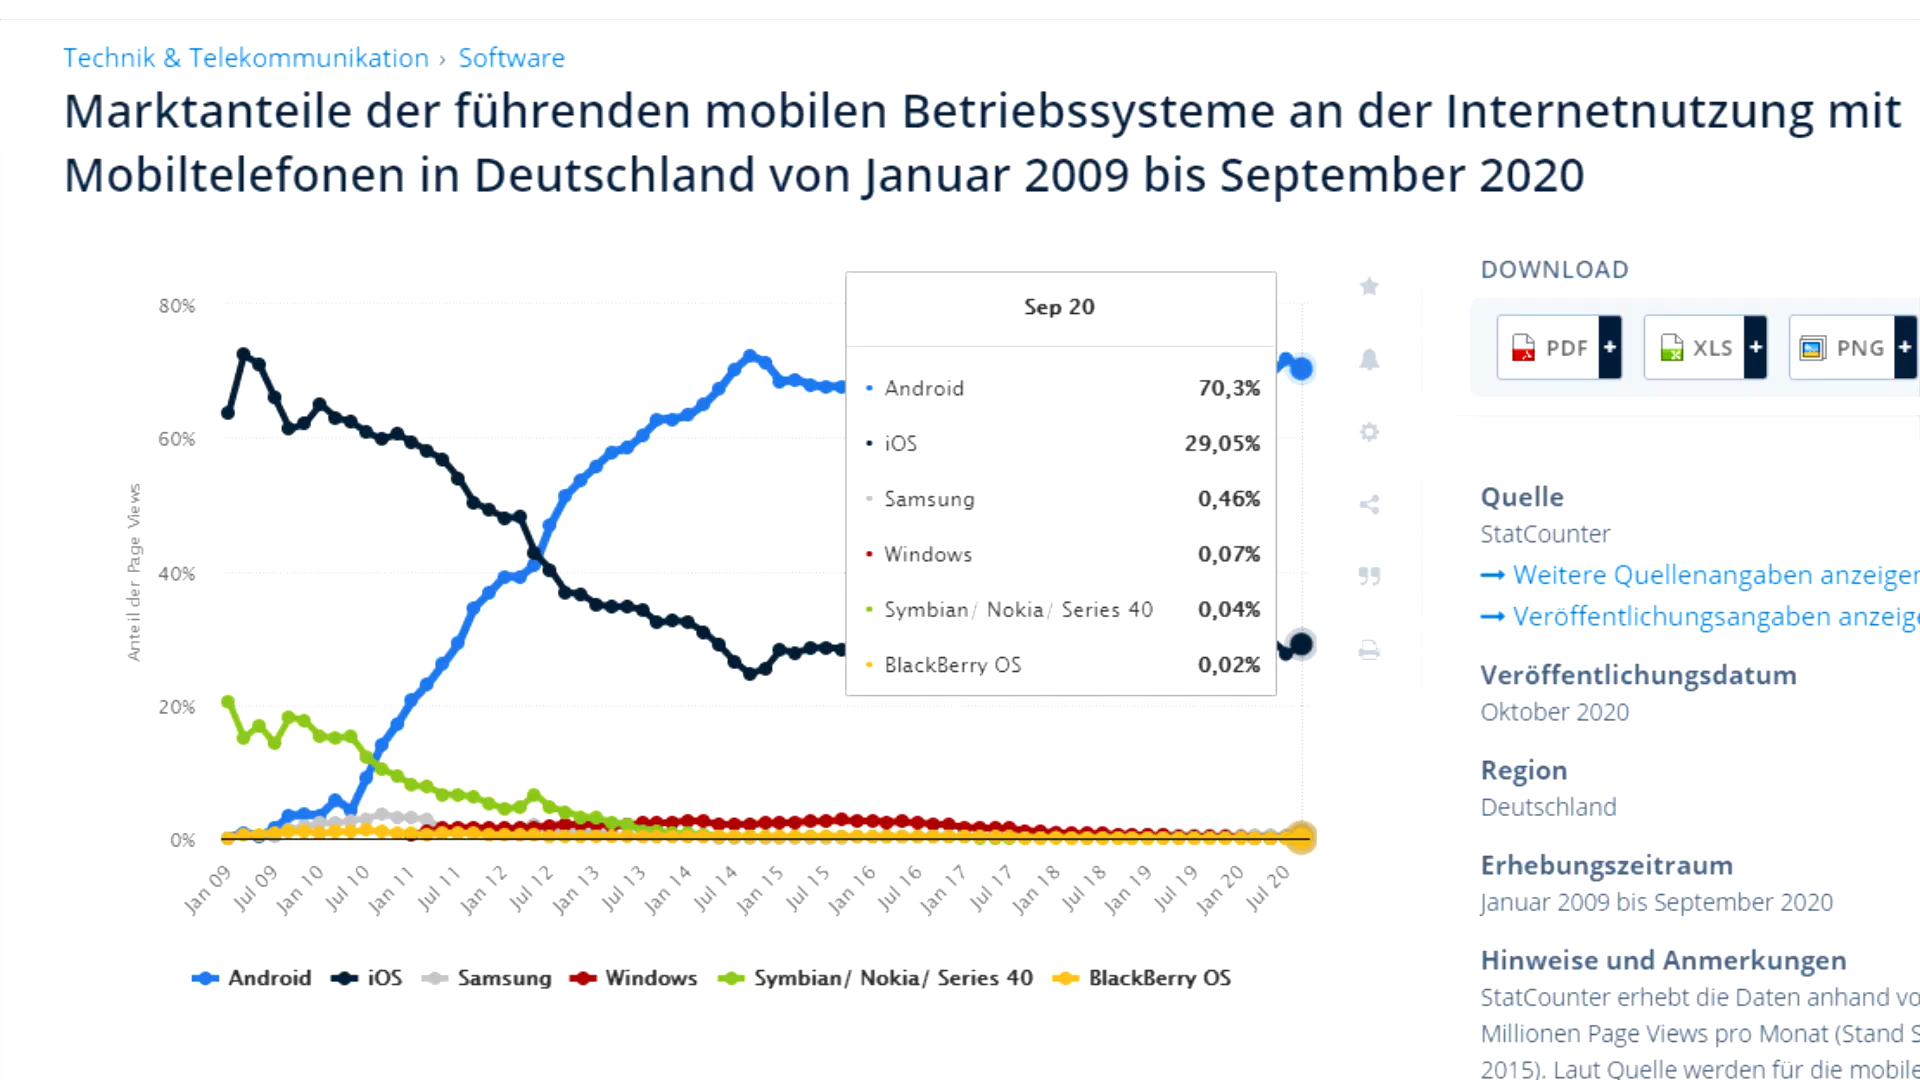 Technik & Telekommunikation › Software
Marktanteile der führenden mobilen Betriebssysteme an der Internetnutzung mit
Mobiltelefonen in Deutschland von Januar 2009 bis September 2020
Anteil der Page Views
80%
60%
40%
20%
0%
Sep 20
Android 70,3%
iOS 29,05%
Samsung 0,46%
Windows 0,07%
Symbian/ Nokia/ Series 40 0,04%
BlackBerry OS 0,02%
Jan 09 Jul 09 Jan 10 Jul 10 Jan 11 Jul 11 Jan 12 Jul 12 Jan 13 Jul 13 Jan 14 Jul 14 Jan 15 Jul 15 Jan 16 Jul 16 Jan 17 Jul 17 Jan 18 Jul 18 Jan 19 Jul 19 Jan 20 Jul 20
Android iOS Samsung Windows Symbian/ Nokia/ Series 40 BlackBerry OS
DOWNLOAD
PDF + XLS + PNG +
Quelle
StatCounter
→ Weitere Quellenangaben anzeigen
→ Veröffentlichungsangaben anzeige
Veröffentlichungsdatum
Oktober 2020
Region
Deutschland
Erhebungszeitraum
Januar 2009 bis September 2020
Hinweise und Anmerkungen
StatCounter erhebt die Daten anhand vo
Millionen Page Views pro Monat (Stand S
2015). Laut Quelle werden für die mobile